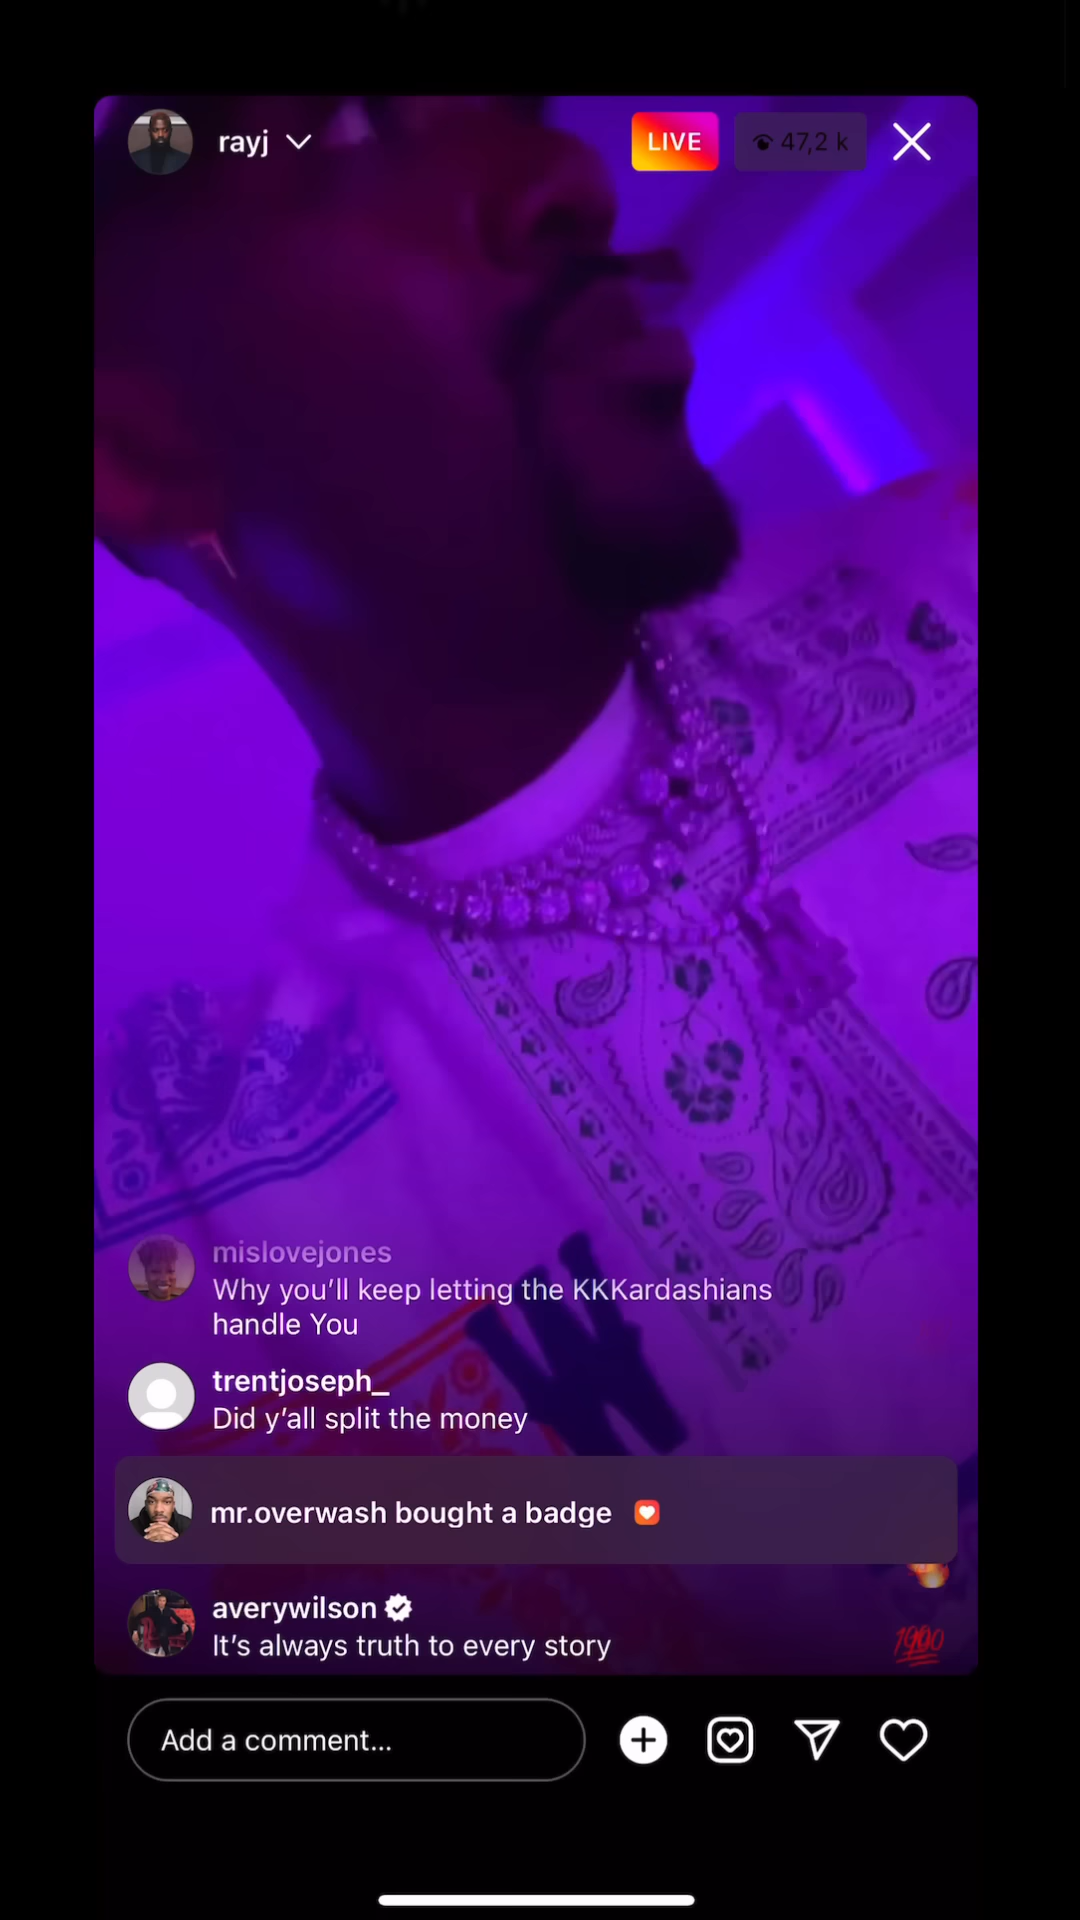 rayj
LIVE
47,2 k
mislovejones
Why you’ll keep letting the KKKardashians
handle You
trentjoseph_
Did y’all split the money
mr.overwash bought a badge
averywilson
It’s always truth to every story
Add a comment...